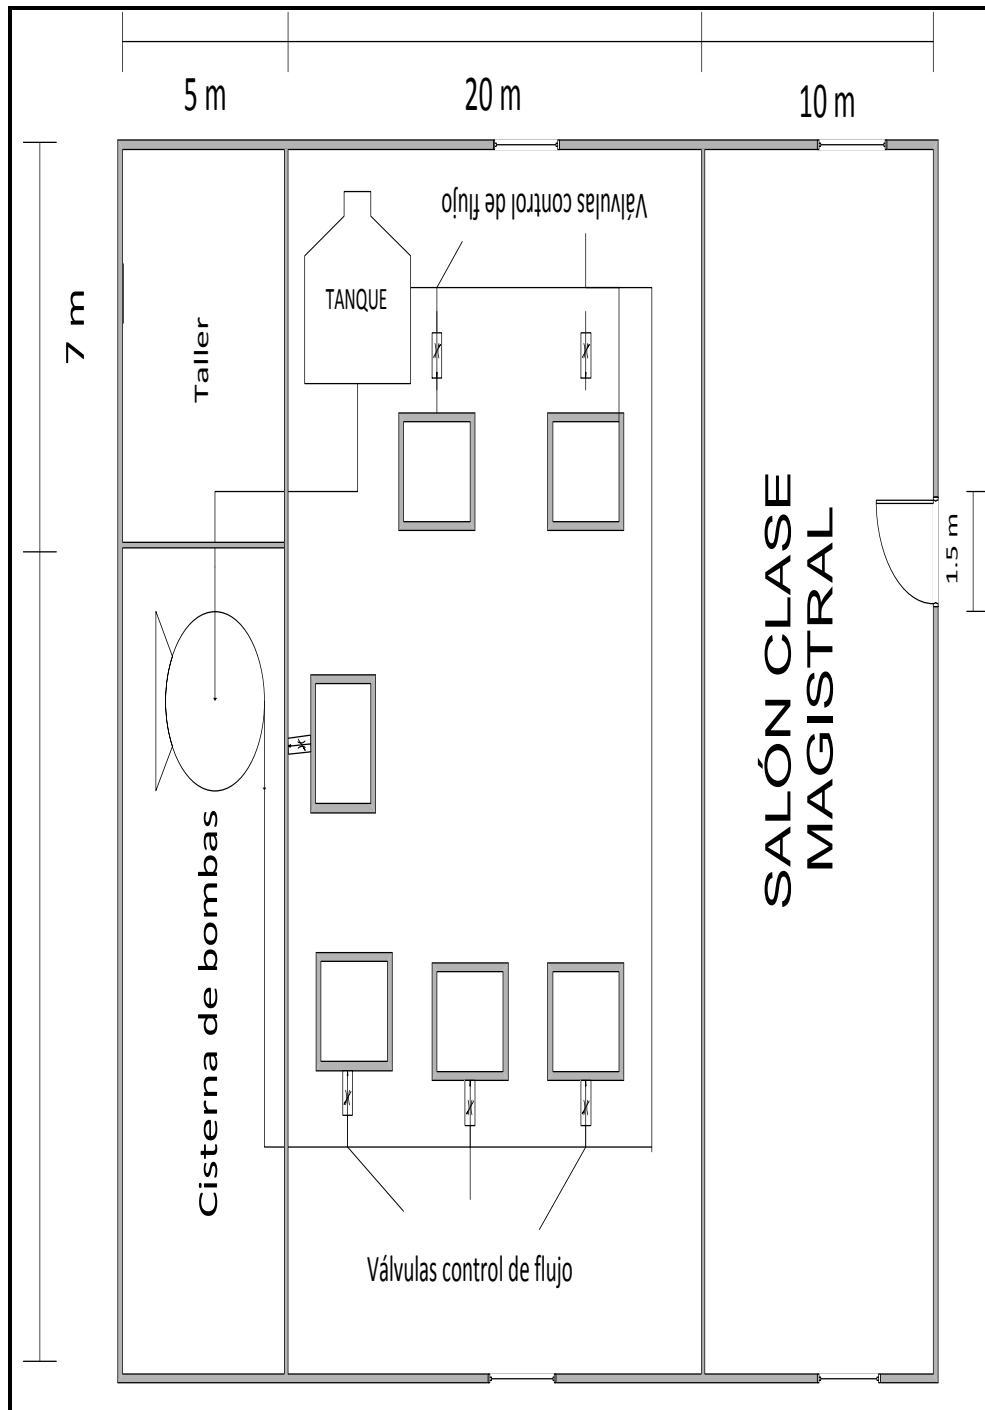 5 m
20 m
10 m
Válvulas control de flujo
7 m
TANQUE
Taller
SALÓN CLASE
MAGISTRAL
1.5 m
Cisterna de bombas
Válvulas control de flujo